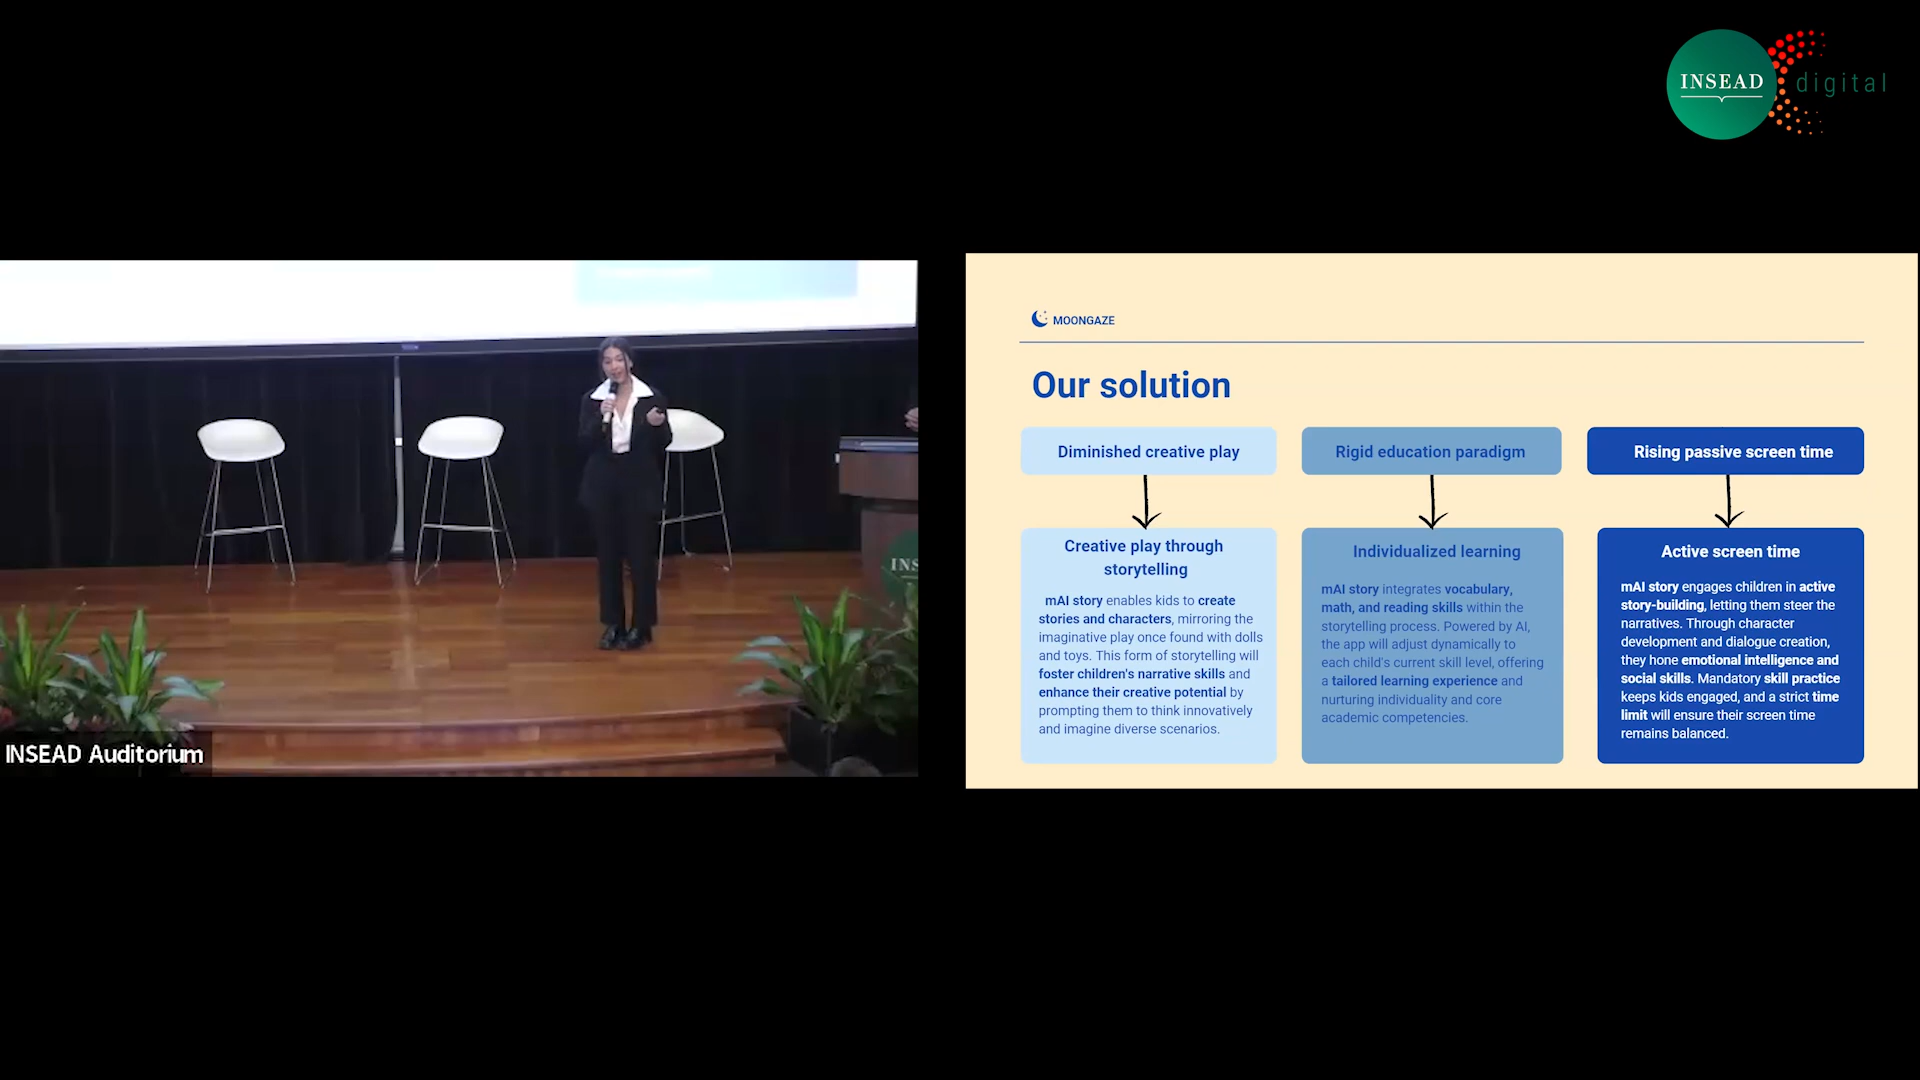 INSEAD
digital
MOONGAZE
Our solution
Diminished creative play
Rigid education paradigm
Rising passive screen time
Creative play through
storytelling
mAI story enables kids to create
stories and characters, mirroring the
imaginative play once found with dolls
and toys. This form of storytelling will
foster children's narrative skills and
enhance their creative potential by
prompting them to think innovatively
and imagine diverse scenarios.
Individualized learning
mAI story integrates vocabulary,
math, and reading skills within the
storytelling process. Powered by AI,
the app will adjust dynamically to
each child's current skill level, offering
a tailored learning experience and
nurturing individuality and core
academic competencies.
Active screen time
mAI story engages children in active
story-building, letting them steer the
narratives. Through character
development and dialogue creation,
they hone emotional intelligence and
social skills. Mandatory skill practice
keeps kids engaged, and a strict time
limit will ensure their screen time
remains balanced.
INS
INSEAD Auditorium